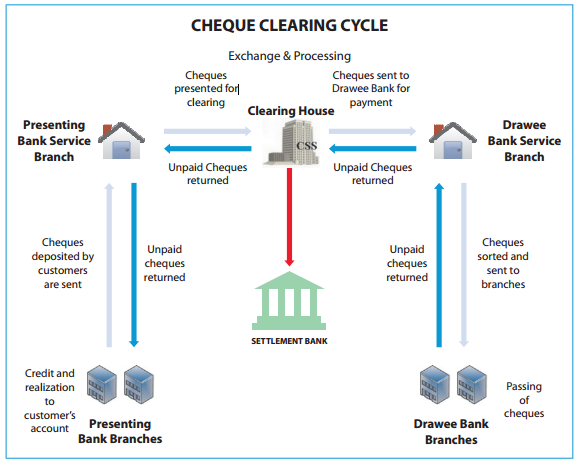 CHEQUE CLEARING CYCLE
Exchange & Processing
Cheques
presented for
clearing
Cheques sent to
Drawee Bank for
payment
Clearing House
CSS
Presenting
Bank Service
Branch
Drawee
Bank Service
Branch
Unpaid Cheques
returned
Unpaid Cheques
returned
Cheques
deposited by
customers
are sent
Unpaid
cheques
returned
Unpaid
cheques
returned
Cheques
sorted and
sent to
branches
SETTLEMENT BANK
Credit and
realization
to
customer's
account
Presenting
Bank Branches
Drawee Bank
Branches
Passing
of
cheques